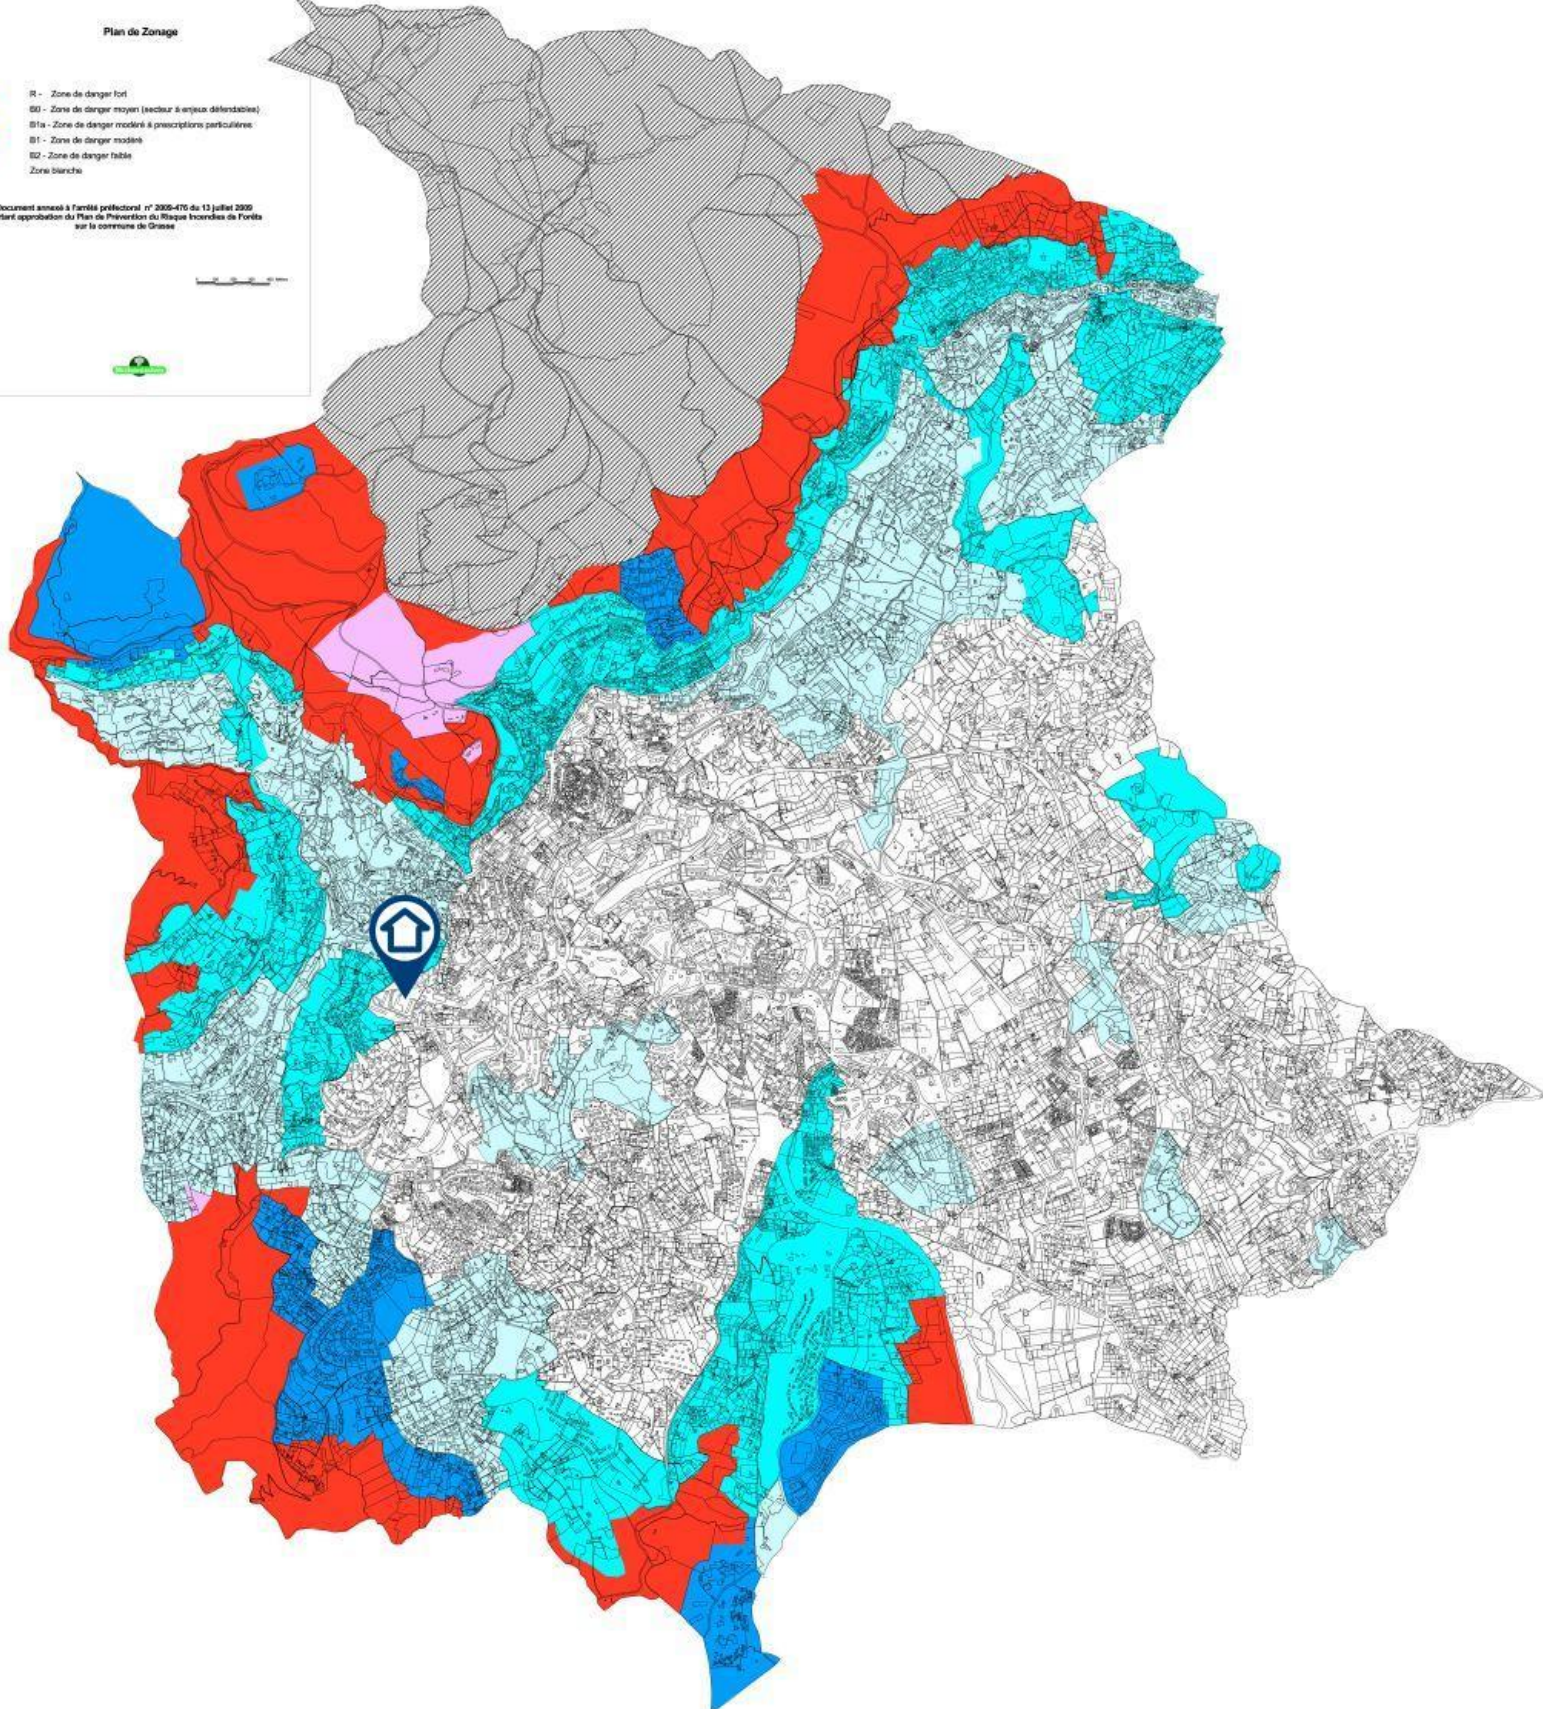 Plan de Zonage
R - Zone de danger fort
B0 - Zone de danger moyen (secteur à enjeux défendables)
B1a - Zone de danger modéré à prescriptions particulières
B1 - Zone de danger modéré
B2 - Zone de danger faible
Zone blanche
ocument annexé à l'arrêté préfectoral n° 2009-476 du 13 juillet 2009
tant approbation du Plan de Prévention du Risque Incendies de Forêts
sur la commune de Grasse